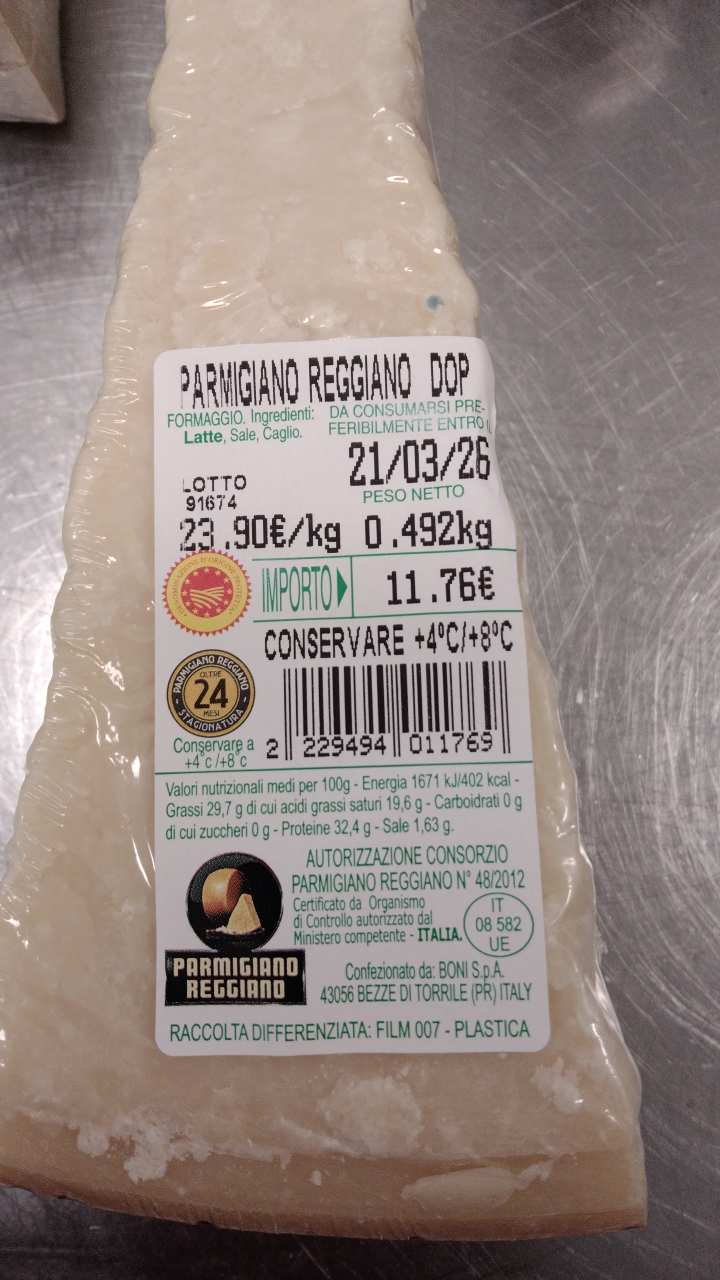 PARMIGIANO REGGIANO DOP
FORMAGGIO. Ingredienti:
Latte, Sale, Caglio.
DA CONSUMARSI PRE-
FERIBILMENTE ENTRO IL
21/03/26
LOTTO
91674
PESO NETTO
23.90€/kg 0.492kg
DENOMINAZIONE D'ORIGINE PROTETTA
IMPORTO 11.76€
CONSERVARE +4°C/+8°C
PARMIGIANO REGGIANO
OLTRE
24
MESI
STAGIONATURA
Conservare a
+4°c /+8°c
2 229494 011769
Valori nutrizionali medi per 100g - Energia 1671 kJ/402 kcal -
Grassi 29,7 g di cui acidi grassi saturi 19,6 g - Carboidrati 0 g
di cui zuccheri 0 g - Proteine 32,4 g - Sale 1,63 g.
AUTORIZZAZIONE CONSORZIO
PARMIGIANO REGGIANO N° 48/2012
Certificato da Organismo
di Controllo autorizzato dal
Ministero competente - ITALIA.
IT
08 582
UE
PARMIGIANO
REGGIANO
Confezionato da: BONI S.p.A.
43056 BEZZE DI TORRILE (PR) ITALY
RACCOLTA DIFFERENZIATA: FILM 007 - PLASTICA